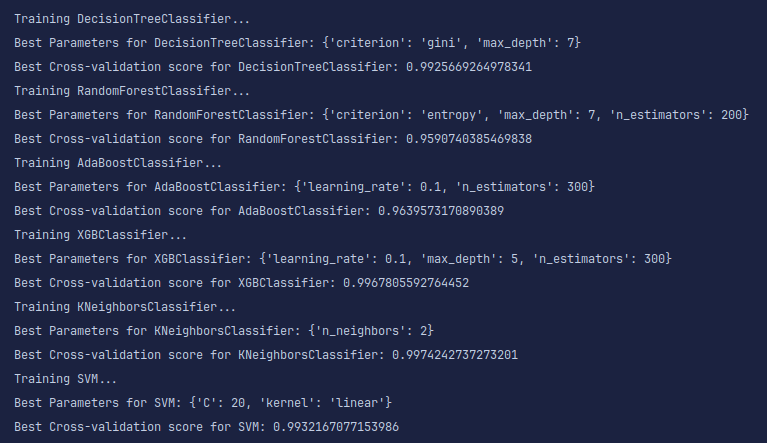 Training DecisionTreeClassifier...
Best Parameters for DecisionTreeClassifier: {'criterion': 'gini', 'max_depth': 7}
Best Cross-validation score for DecisionTreeClassifier: 0.9925669264978341
Training RandomForestClassifier...
Best Parameters for RandomForestClassifier: {'criterion': 'entropy', 'max_depth': 7, 'n_estimators': 200}
Best Cross-validation score for RandomForestClassifier: 0.9590740385469838
Training AdaBoostClassifier...
Best Parameters for AdaBoostClassifier: {'learning_rate': 0.1, 'n_estimators': 300}
Best Cross-validation score for AdaBoostClassifier: 0.9639573170890389
Training XGBClassifier...
Best Parameters for XGBClassifier: {'learning_rate': 0.1, 'max_depth': 5, 'n_estimators': 300}
Best Cross-validation score for XGBClassifier: 0.9967805592764452
Training KNeighborsClassifier...
Best Parameters for KNeighborsClassifier: {'n_neighbors': 2}
Best Cross-validation score for KNeighborsClassifier: 0.9974242737273201
Training SVM...
Best Parameters for SVM: {'C': 20, 'kernel': 'linear'}
Best Cross-validation score for SVM: 0.9932167077153986